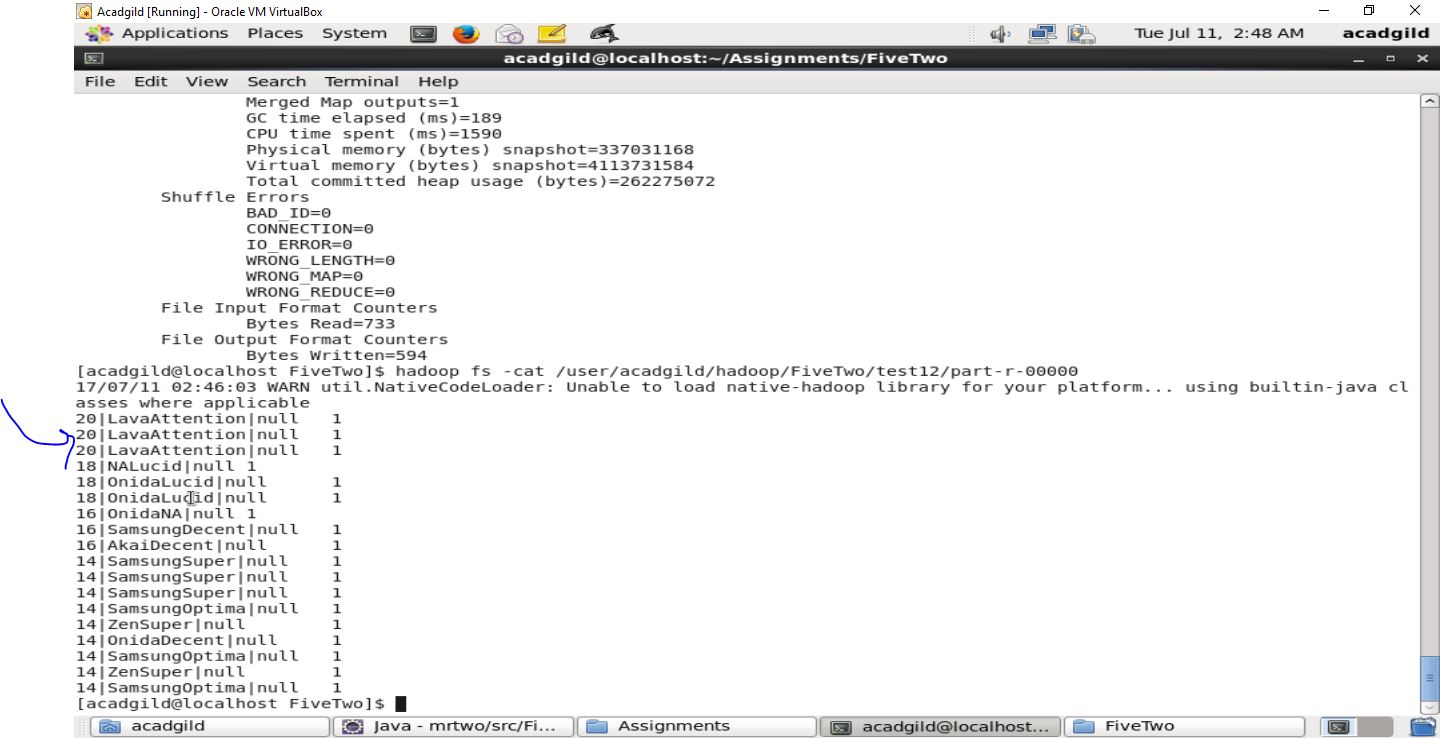 Acadgild [Running] - Oracle VM VirtualBox
Applications Places System Tue Jul 11, 2:48 AM acadgild
acadgild@localhost:~/Assignments/FiveTwo
File Edit View Search Terminal Help
Merged Map outputs=1
GC time elapsed (ms)=189
CPU time spent (ms)=1590
Physical memory (bytes) snapshot=337031168
Virtual memory (bytes) snapshot=4113731584
Total committed heap usage (bytes)=262275072
Shuffle Errors
BAD_ID=0
CONNECTION=0
IO_ERROR=0
WRONG_LENGTH=0
WRONG_MAP=0
WRONG_REDUCE=0
File Input Format Counters
Bytes Read=733
File Output Format Counters
Bytes Written=594
[acadgild@localhost FiveTwo]$ hadoop fs -cat /user/acadgild/hadoop/FiveTwo/test12/part-r-00000
17/07/11 02:46:03 WARN util.NativeCodeLoader: Unable to load native-hadoop library for your platform... using builtin-java cl
asses where applicable
20|LavaAttention|null 1
20|LavaAttention|null 1
20|LavaAttention|null 1
18|NALucid|null 1
18|OnidaLucid|null 1
18|OnidaLucid|null 1
16|OnidaNA|null 1
16|SamsungDecent|null 1
16|AkaiDecent|null 1
14|SamsungSuper|null 1
14|SamsungSuper|null 1
14|SamsungSuper|null 1
14|SamsungOptima|null 1
14|ZenSuper|null 1
14|OnidaDecent|null 1
14|SamsungOptima|null 1
14|ZenSuper|null 1
14|SamsungOptima|null 1
[acadgild@localhost FiveTwo]$
acadgild Java - mrtwo/src/Fi... Assignments acadgild@localhost... FiveTwo